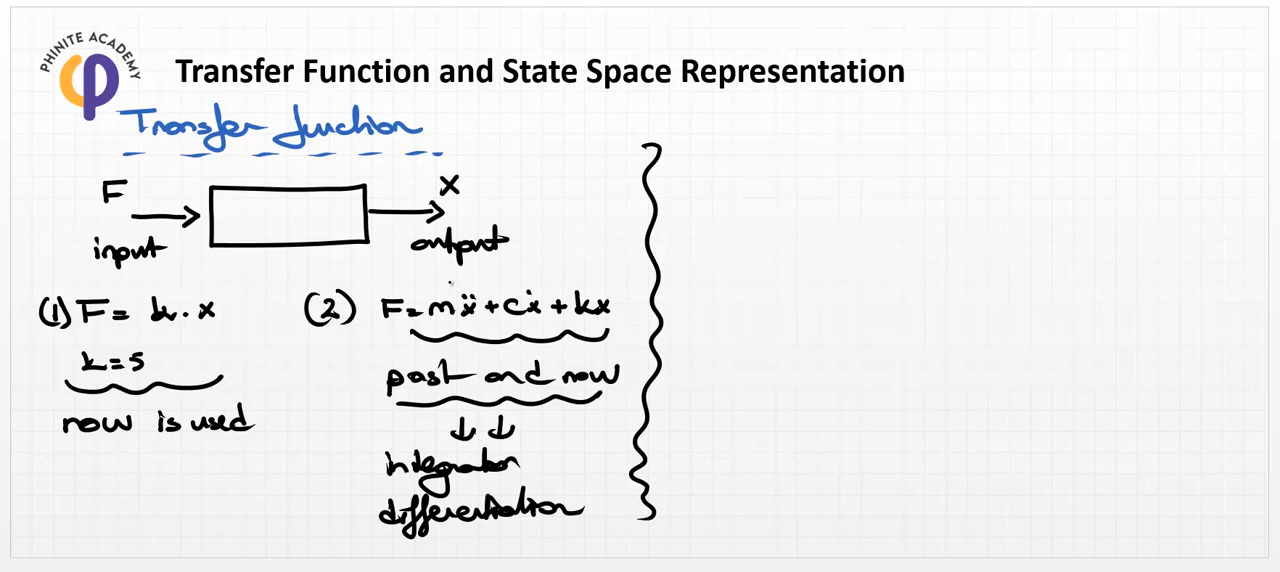 PHINITE ACADEMY
Transfer Function and State Space Representation
Transfer function
F
input
X
output
(1) F = k. x
k = 5
now is used
(2) F = mẍ + cẋ + kx
past and now
↓ ↓
integration
differentiation